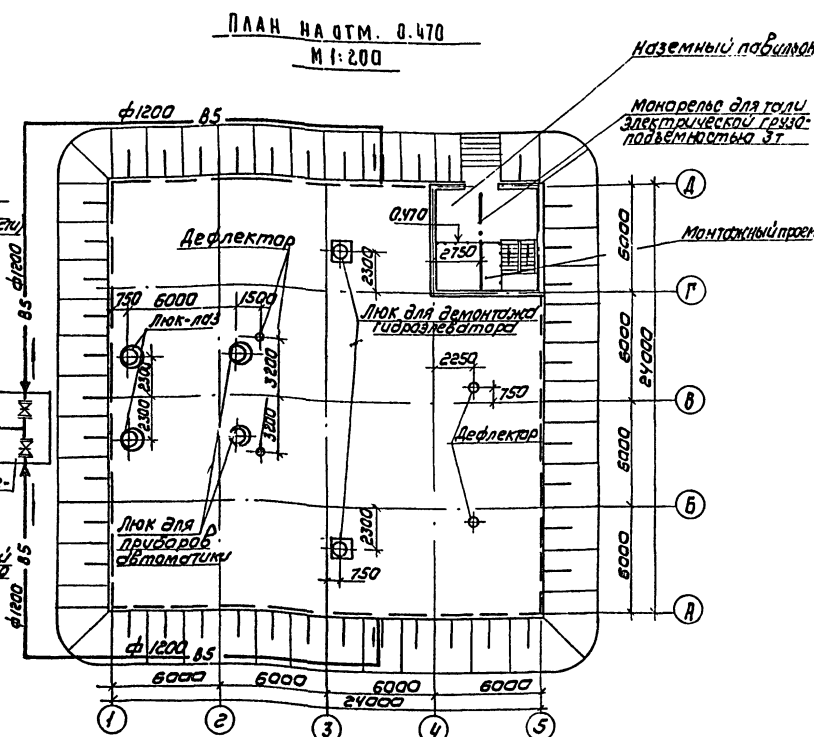 ПЛАН НА ОТМ. 0.470
М 1:200
Наземный павильон
Монорельс для тали
электрической грузо-
подъемностью 3т
ф1200 В5
ф1200
В5
0.470
Д
Дефлектор
Монтажный проем
2750
2300
6000
Г
750 6000 1500
Люк-лаз
Люк для демонтажа
гидроэлеватора
2300
2300
3200
3200
2250
750
6000
24000
В
Дефлектор
6000
Люк для
приборов
автоматики
2300
Б
750
6000
В5
ф1200
А
ф1200 В5
6000 6000 6000 6000
24000
1 2 3 4 5